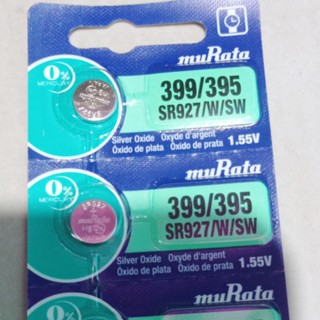 muRata
0%
MERCURY
399/395
SR927/W/SW
Silver Oxide Oxyde d'argent
Óxido de plata Óxido de prata 1.55V
muRata
0%
MERCURY
SR927
399/395
SR927/W/SW
Silver Oxide Oxyde d'argent
Óxido de plata Óxido de prata 1.55V
muRata
0%